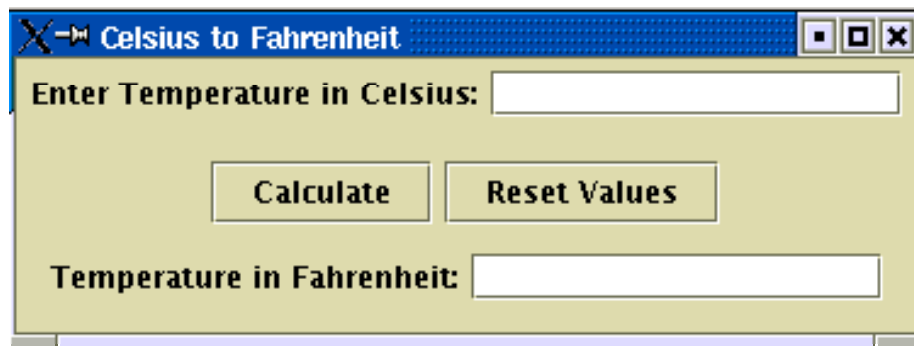 Celsius to Fahrenheit
Enter Temperature in Celsius:
Calculate Reset Values
Temperature in Fahrenheit: